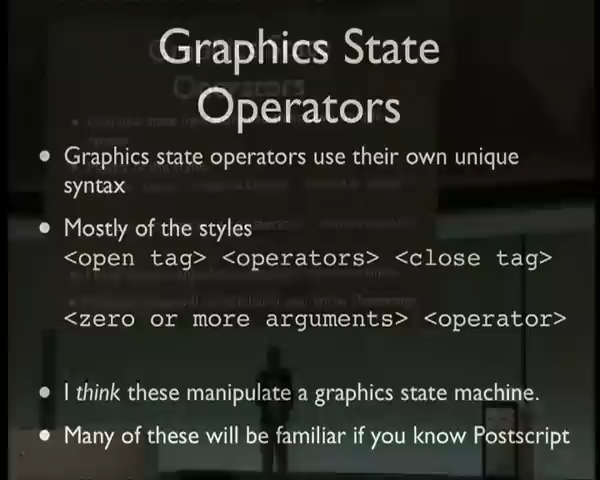 Graphics State
Operators
• Graphics state operators use their own unique
syntax
• Mostly of the styles
<open tag> <operators> <close tag>
<zero or more arguments> <operator>
• I think these manipulate a graphics state machine.
• Many of these will be familiar if you know Postscript